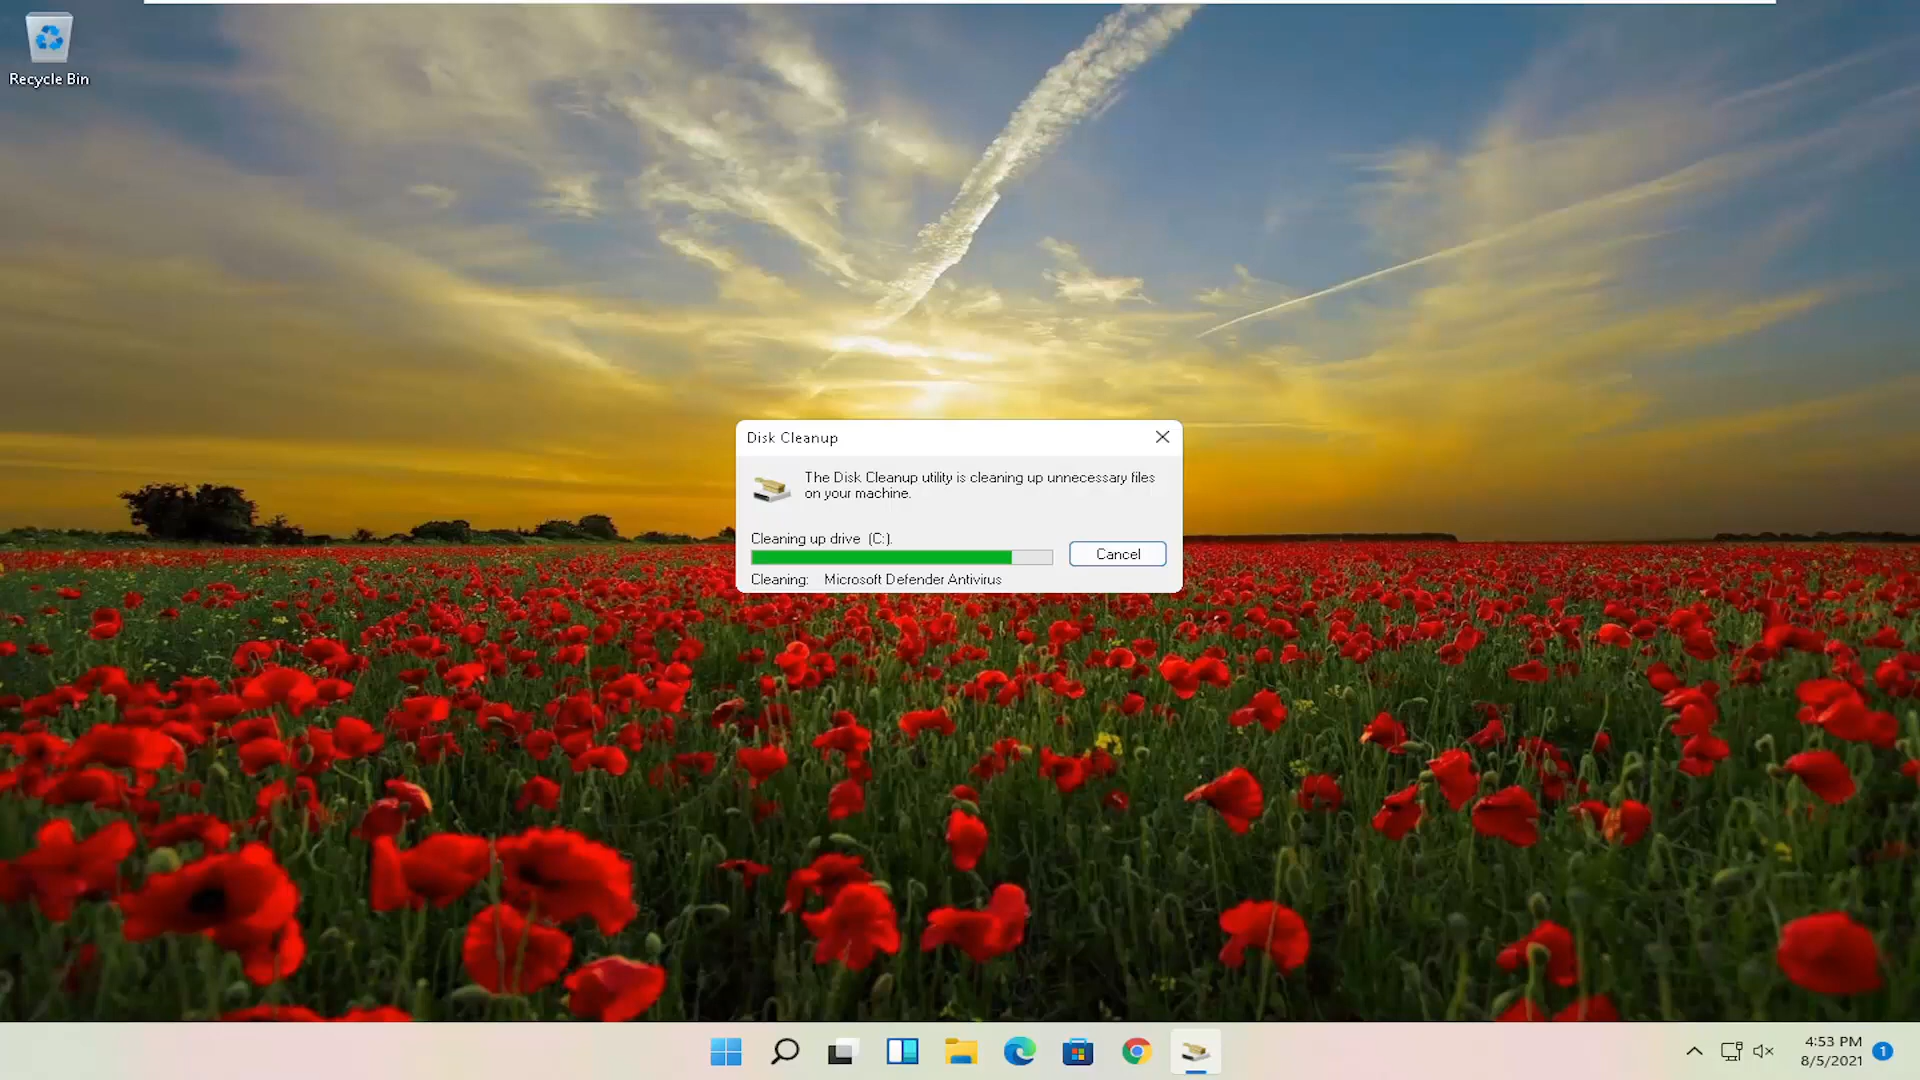 Recycle Bin
Disk Cleanup
The Disk Cleanup utility is cleaning up unnecessary files
on your machine.
Cleaning up drive (C:).
Cancel
Cleaning: Microsoft Defender Antivirus
4:53 PM
8/5/2021
1